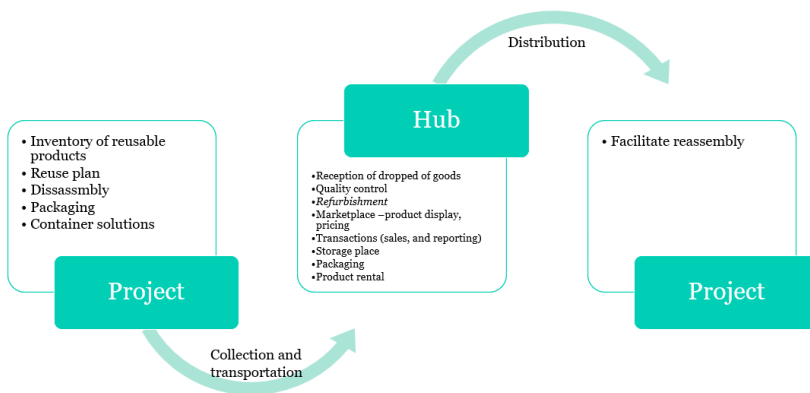 Distribution
Hub
• Inventory of reusable
products
• Reuse plan
• Dissassmbly
• Packaging
• Container solutions
Project
Collection and
transportation
•Reception of dropped of goods
•Quality control
•Refurbishment
•Marketplace –product display,
pricing
•Transactions (sales, and reporting)
•Storage place
•Packaging
•Product rental
• Facilitate reassembly
Project